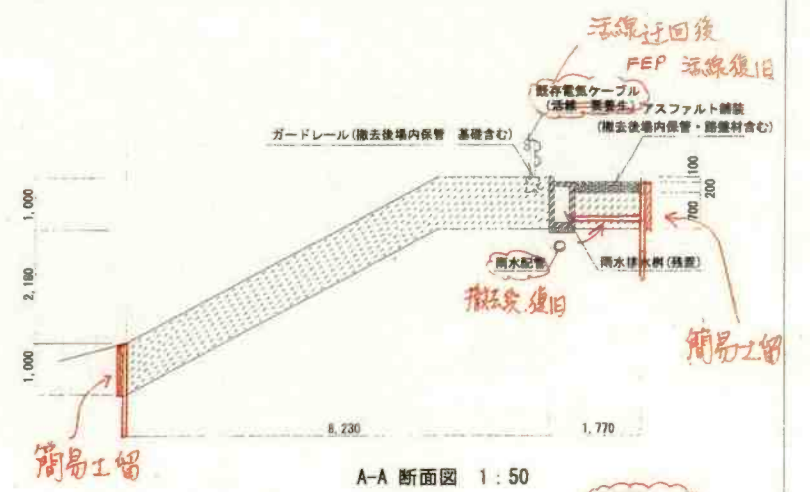 活線迂回後
FEP 活線復旧
既存電気ケーブル
(活線 要養生)
アスファルト舗装
(撤去後場内保管・路盤材含む)
ガードレール(撤去後場内保管 基礎含む)
100
200
700
1,000
2,180
1,000
雨水配管
雨水排水桝(残置)
復旧
簡易土留
簡易土留
8,230
1,770
A-A 断面図 1:50